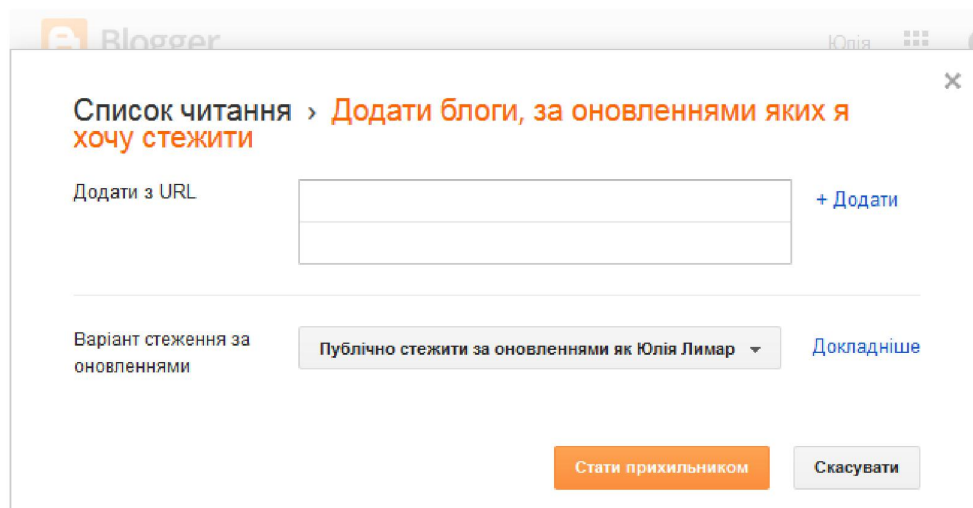 Blogger
Юлія
Список читання › Додати блоги, за оновленнями яких я
хочу стежити
Додати з URL
+ Додати
Варіант стеження за
оновленнями
Публічно стежити за оновленнями як Юлія Лимар
Докладніше
Стати прихильником
Скасувати